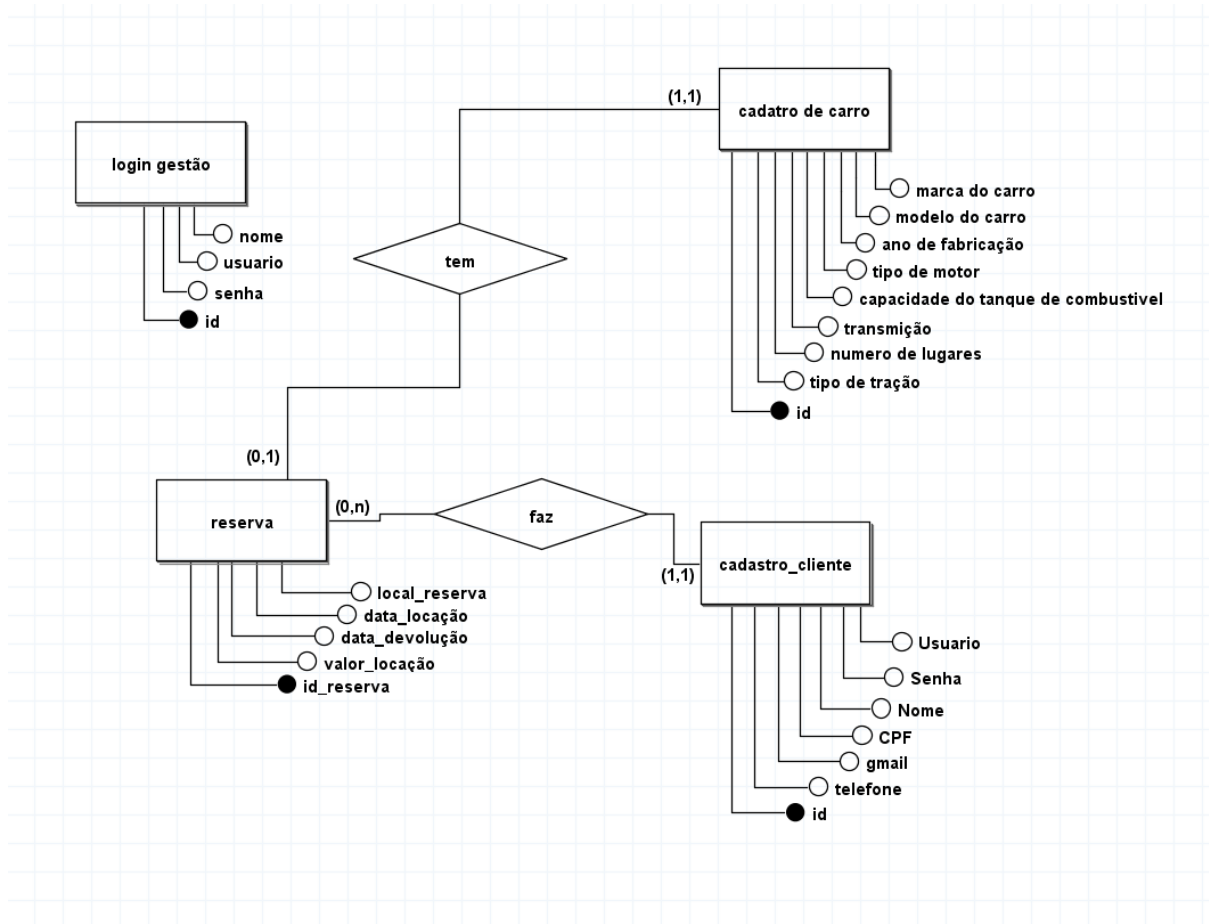 login gestão
nome
usuario
senha
id
(1,1)
cadatro de carro
marca do carro
modelo do carro
ano de fabricação
tipo de motor
capacidade do tanque de combustivel
transmição
numero de lugares
tipo de tração
id
tem
(0,1)
reserva
(0,n)
faz
(1,1)
cadastro_cliente
local_reserva
data_locação
data_devolução
valor_locação
id_reserva
Usuario
Senha
Nome
CPF
gmail
telefone
id